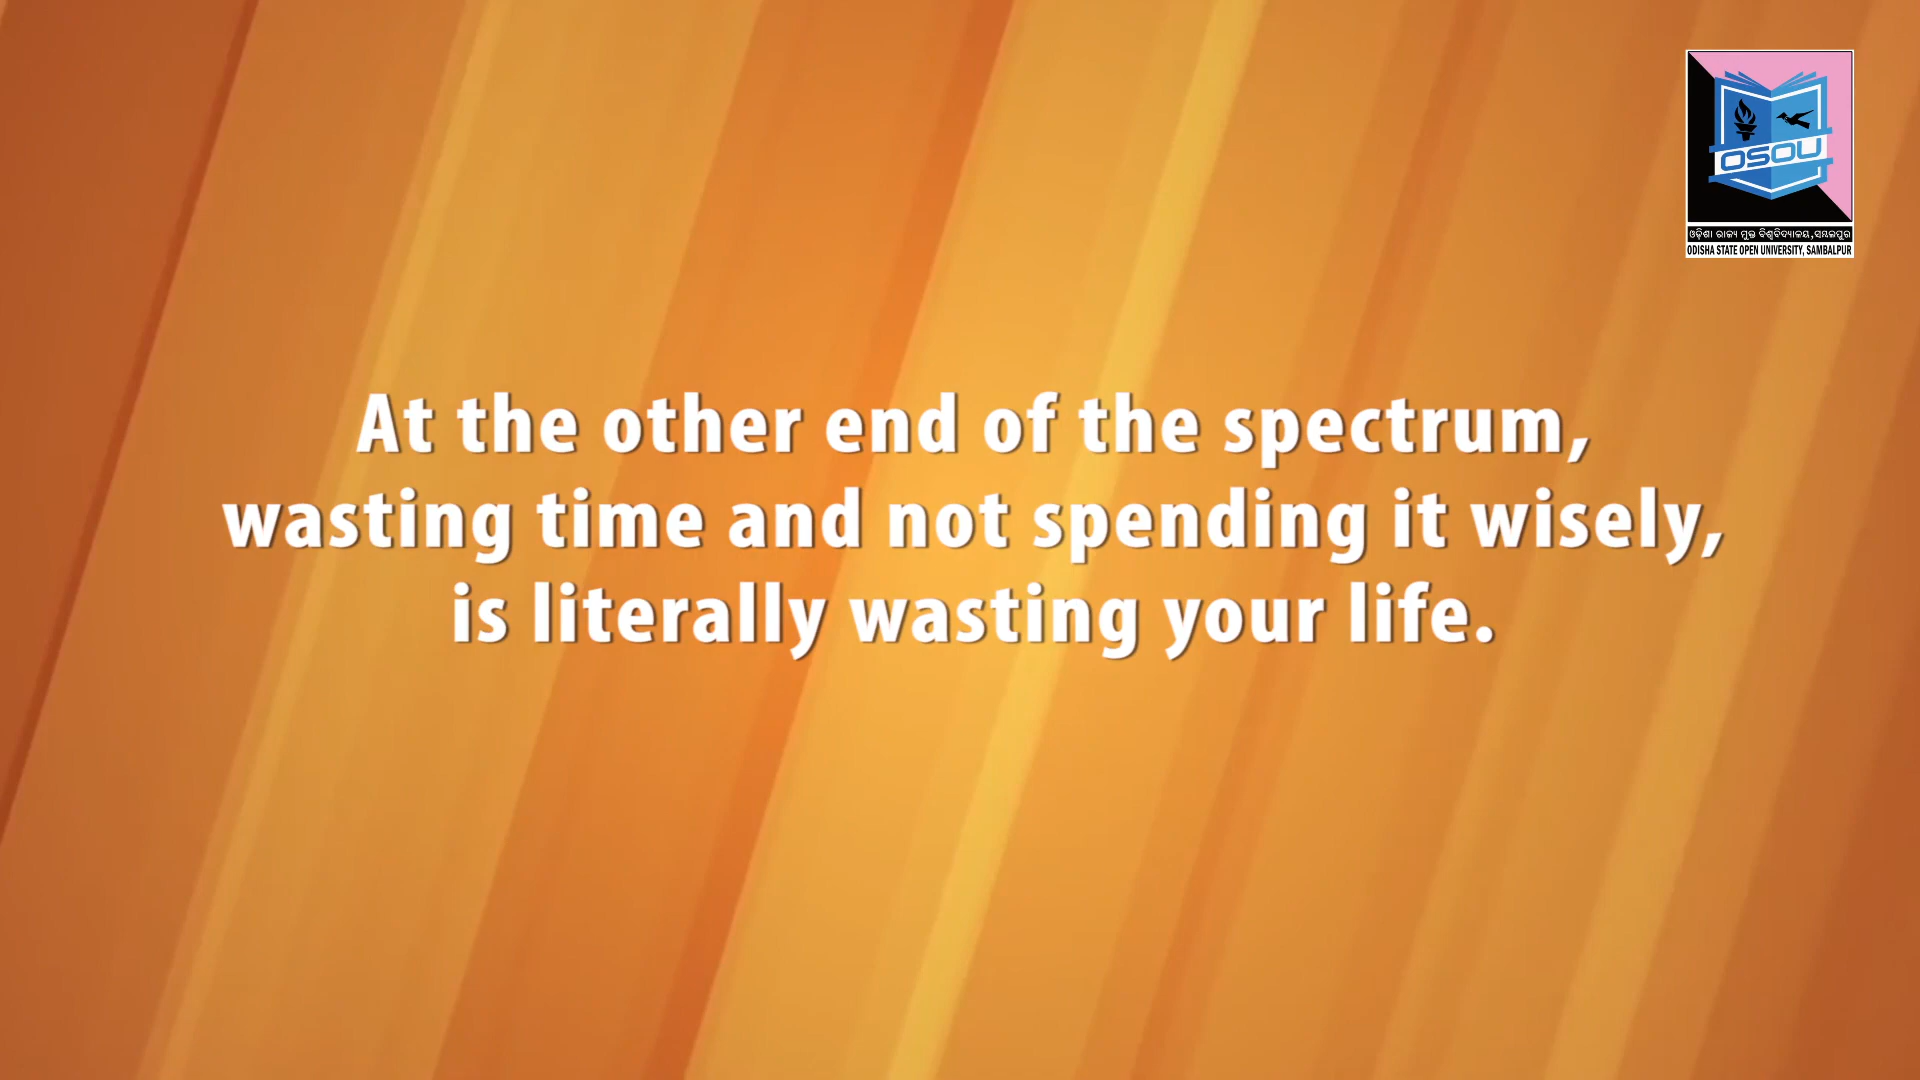 OSOU
ଓଡ଼ିଶା ରାଜ୍ୟ ମୁକ୍ତ ବିଶ୍ୱବିଦ୍ୟାଳୟ,ସମ୍ବଲପୁର
ODISHA STATE OPEN UNIVERSITY, SAMBALPUR
At the other end of the spectrum,
wasting time and not spending it wisely,
is literally wasting your life.